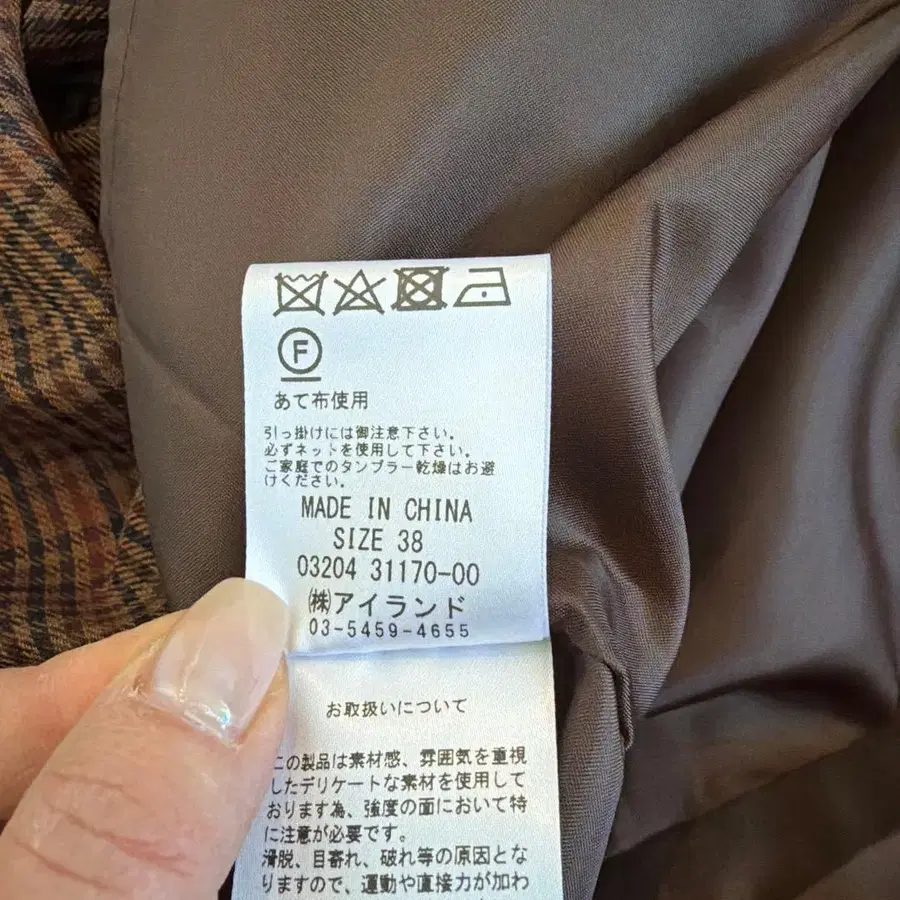 F
あて布使用
引っ掛けには御注意下さい。
必ずネットを使用して下さい。
ご家庭でのタンブラー乾燥はお避
けください。
MADE IN CHINA
SIZE 38
03204 31170-00
㈱アイランド
03-5459-4655
お取扱いについて
この製品は素材感、雰囲気を重視
したデリケートな素材を使用して
おります為、強度の面において特
に注意が必要です。
滑脱、目寄れ、破れ等の原因とな
りますので、運動や直接力が加わ